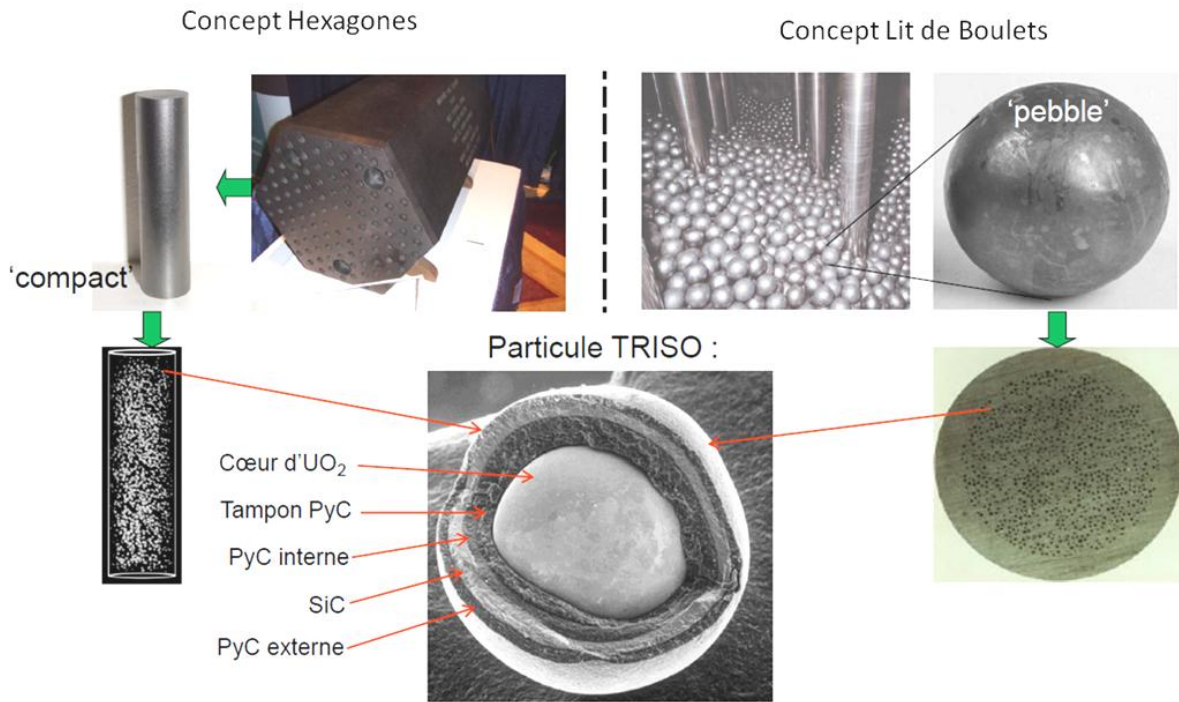 Concept Hexagones
Concept Lit de Boulets
'pebble'
'compact'
Particule TRISO :
Cœur d'UO₂
Tampon PyC
PyC interne
SiC
PyC externe